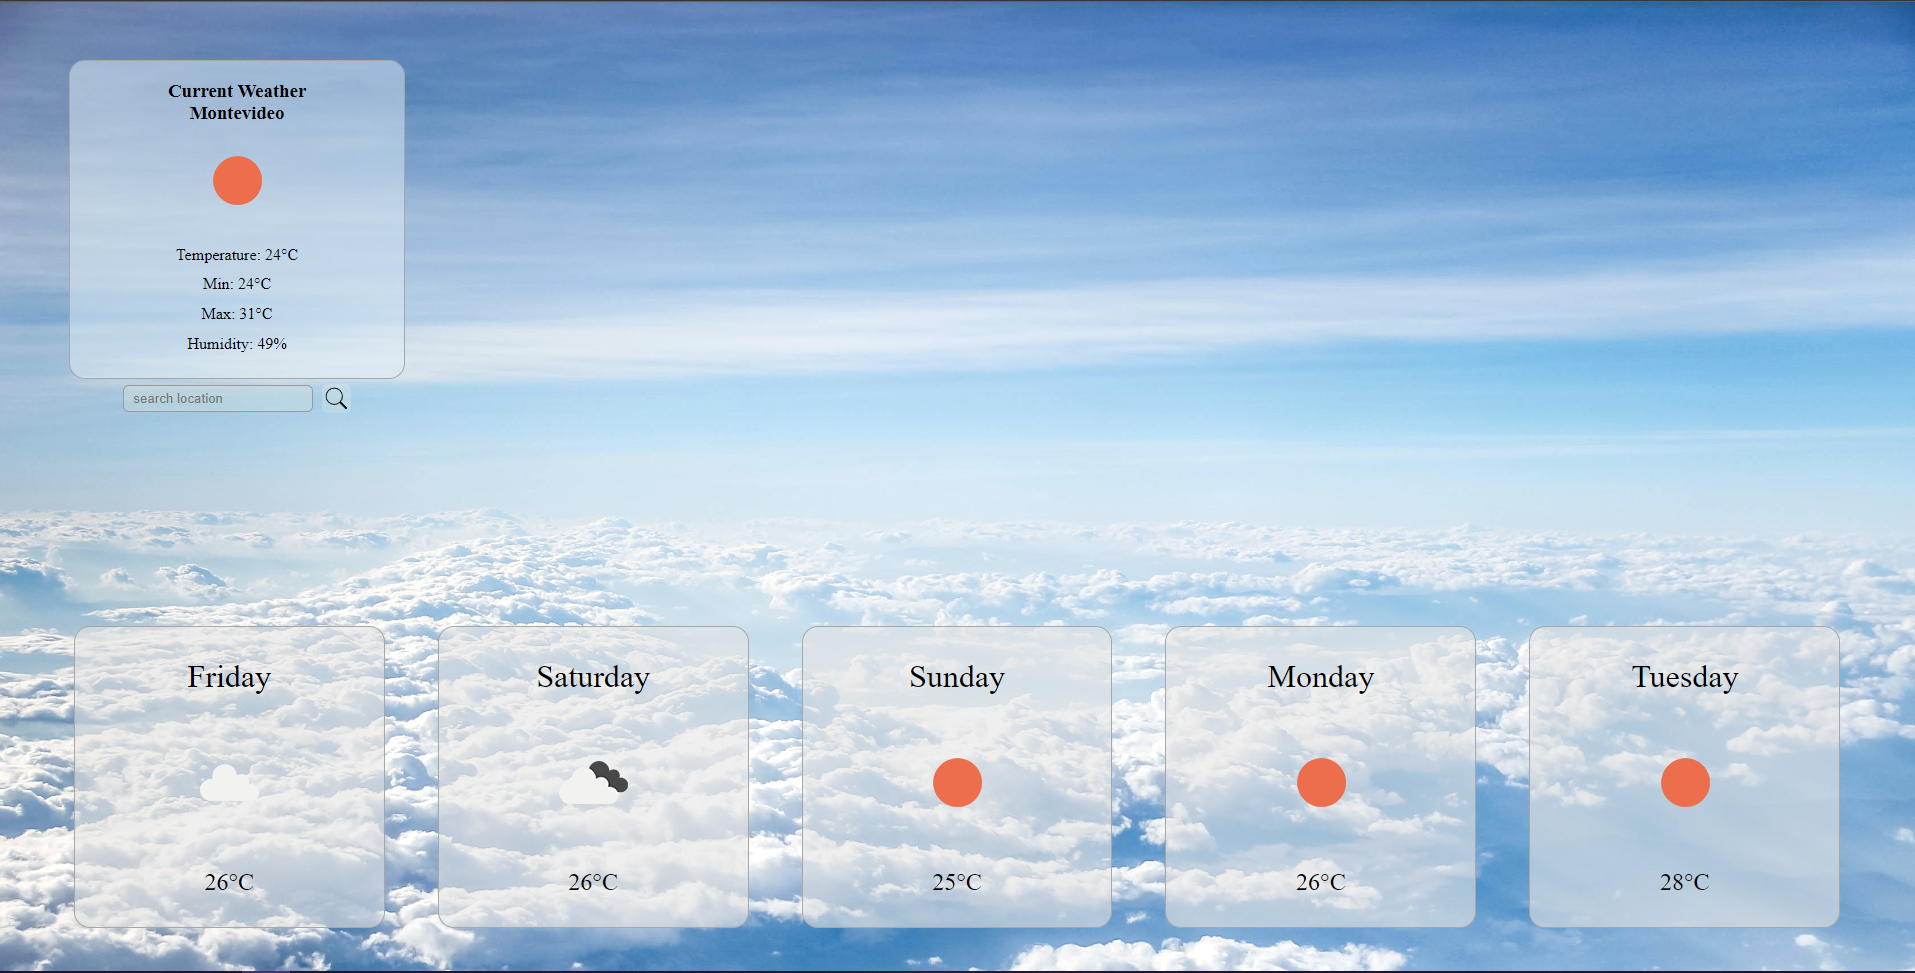 Current Weather
Montevideo
Temperature: 24°C
Min: 24°C
Max: 31°C
Humidity: 49%
search location
Friday
26°C
Saturday
26°C
Sunday
25°C
Monday
26°C
Tuesday
28°C